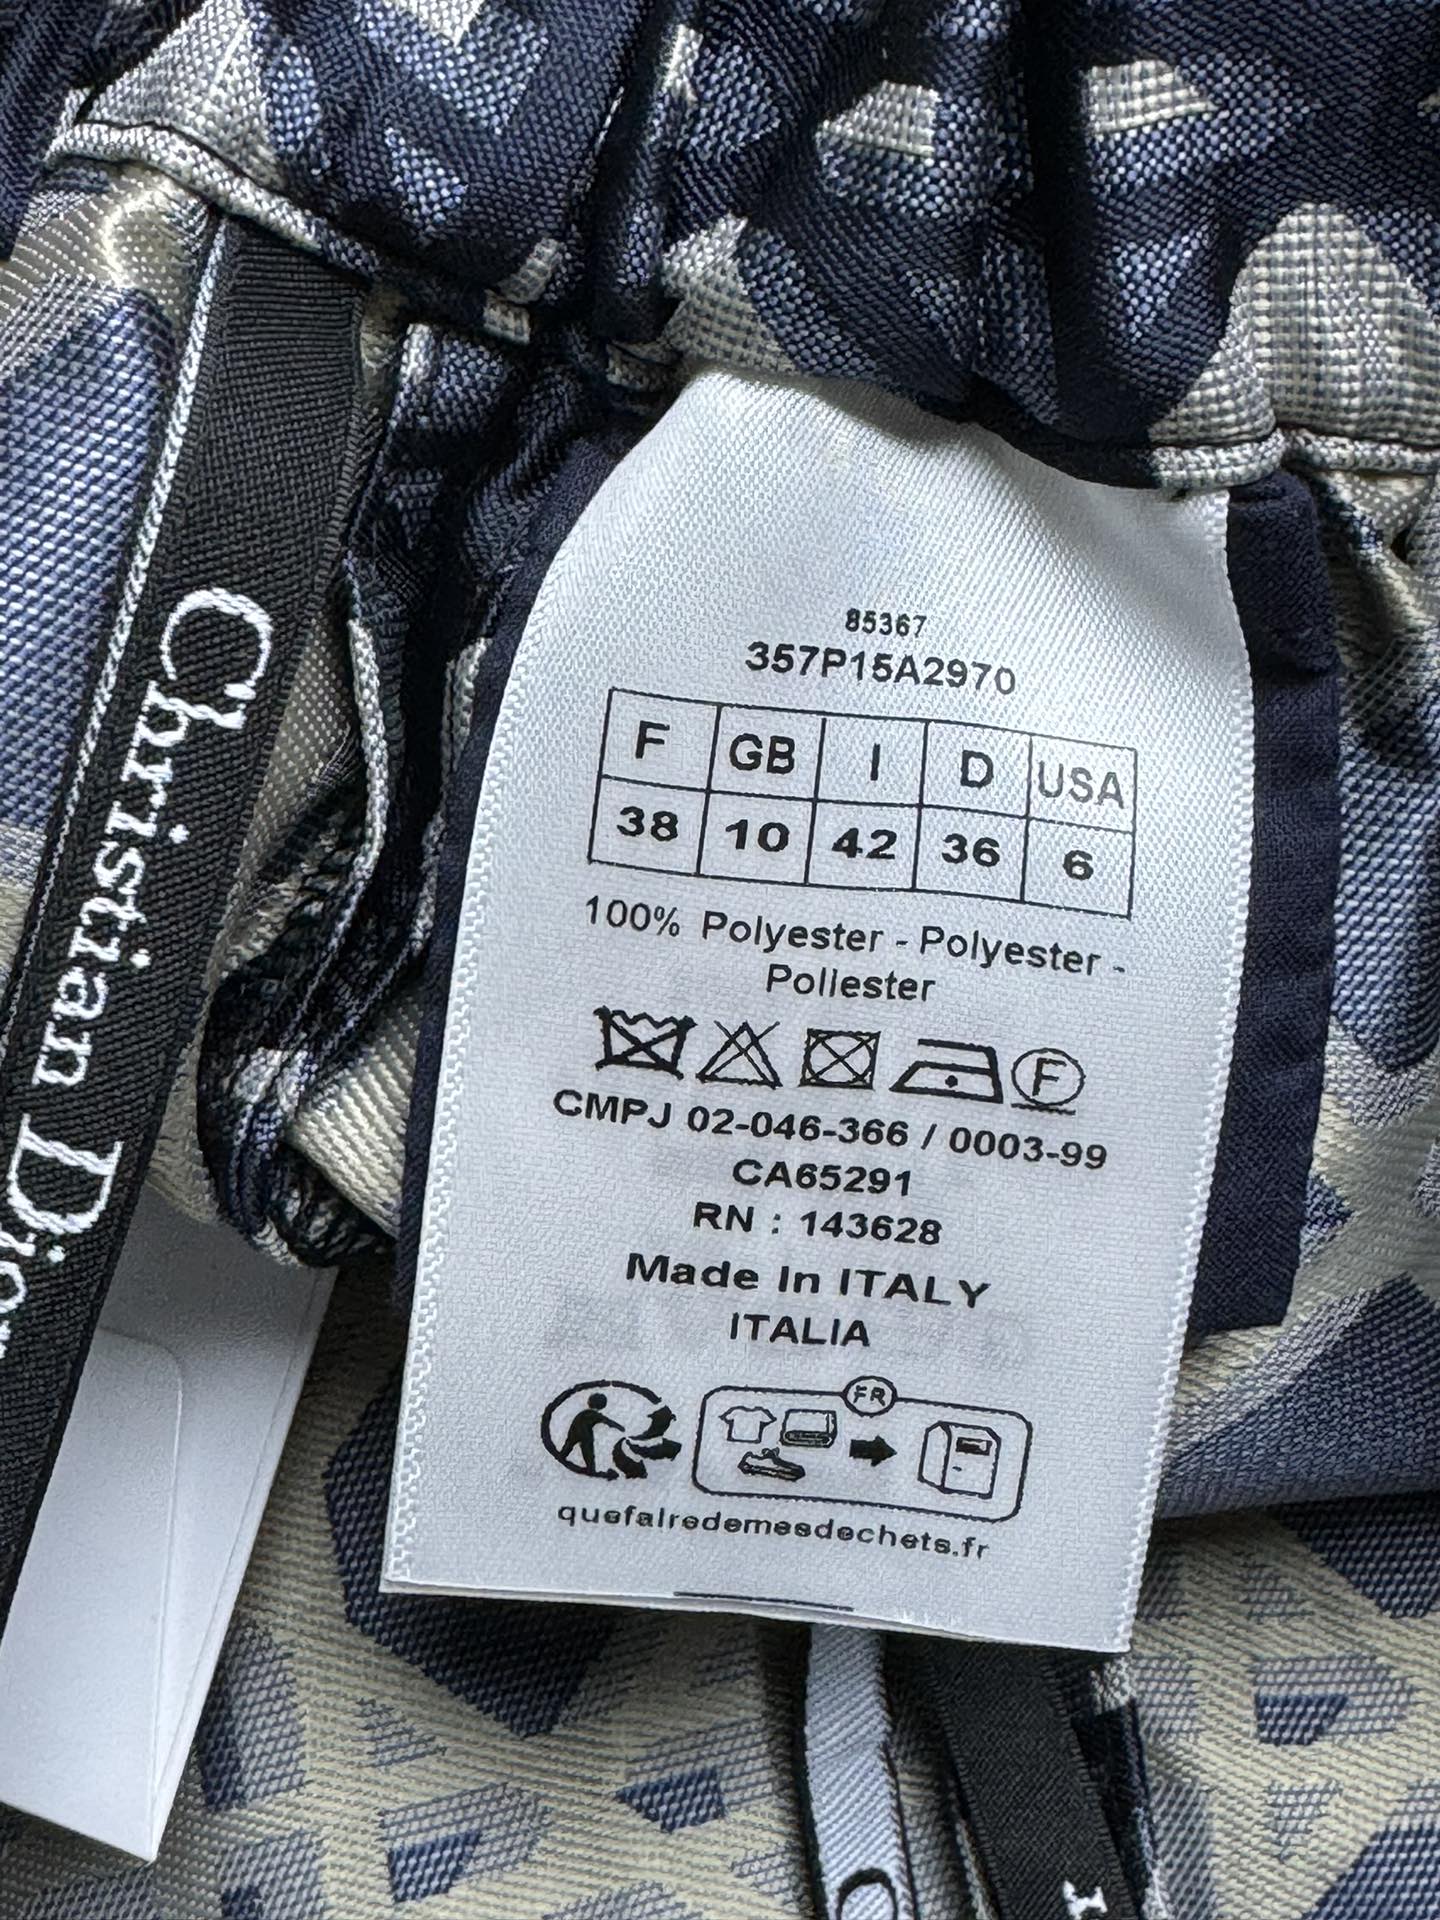 Christian Dior
85367
357P15A2970
F GB I D USA
38 10 42 36 6
100% Polyester - Polyester -
Poliester
F
CMPJ 02-046-366 / 0003-99
CA65291
RN : 143628
Made In ITALY
ITALIA
FR
quefairedemesdechets.fr